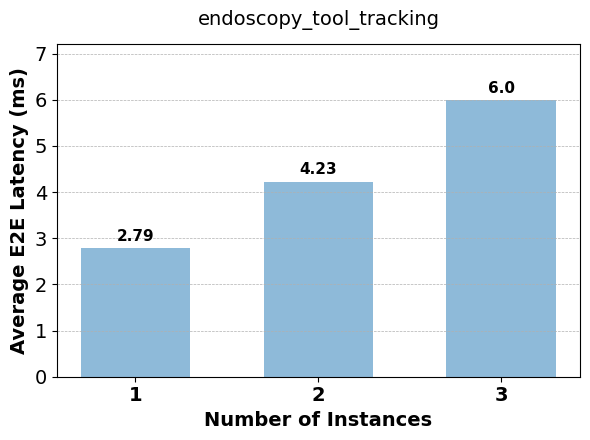 endoscopy_tool_tracking
Average E2E Latency (ms)
7
6
5
4
3
2
1
0
2.79
4.23
6.0
1 2 3
Number of Instances